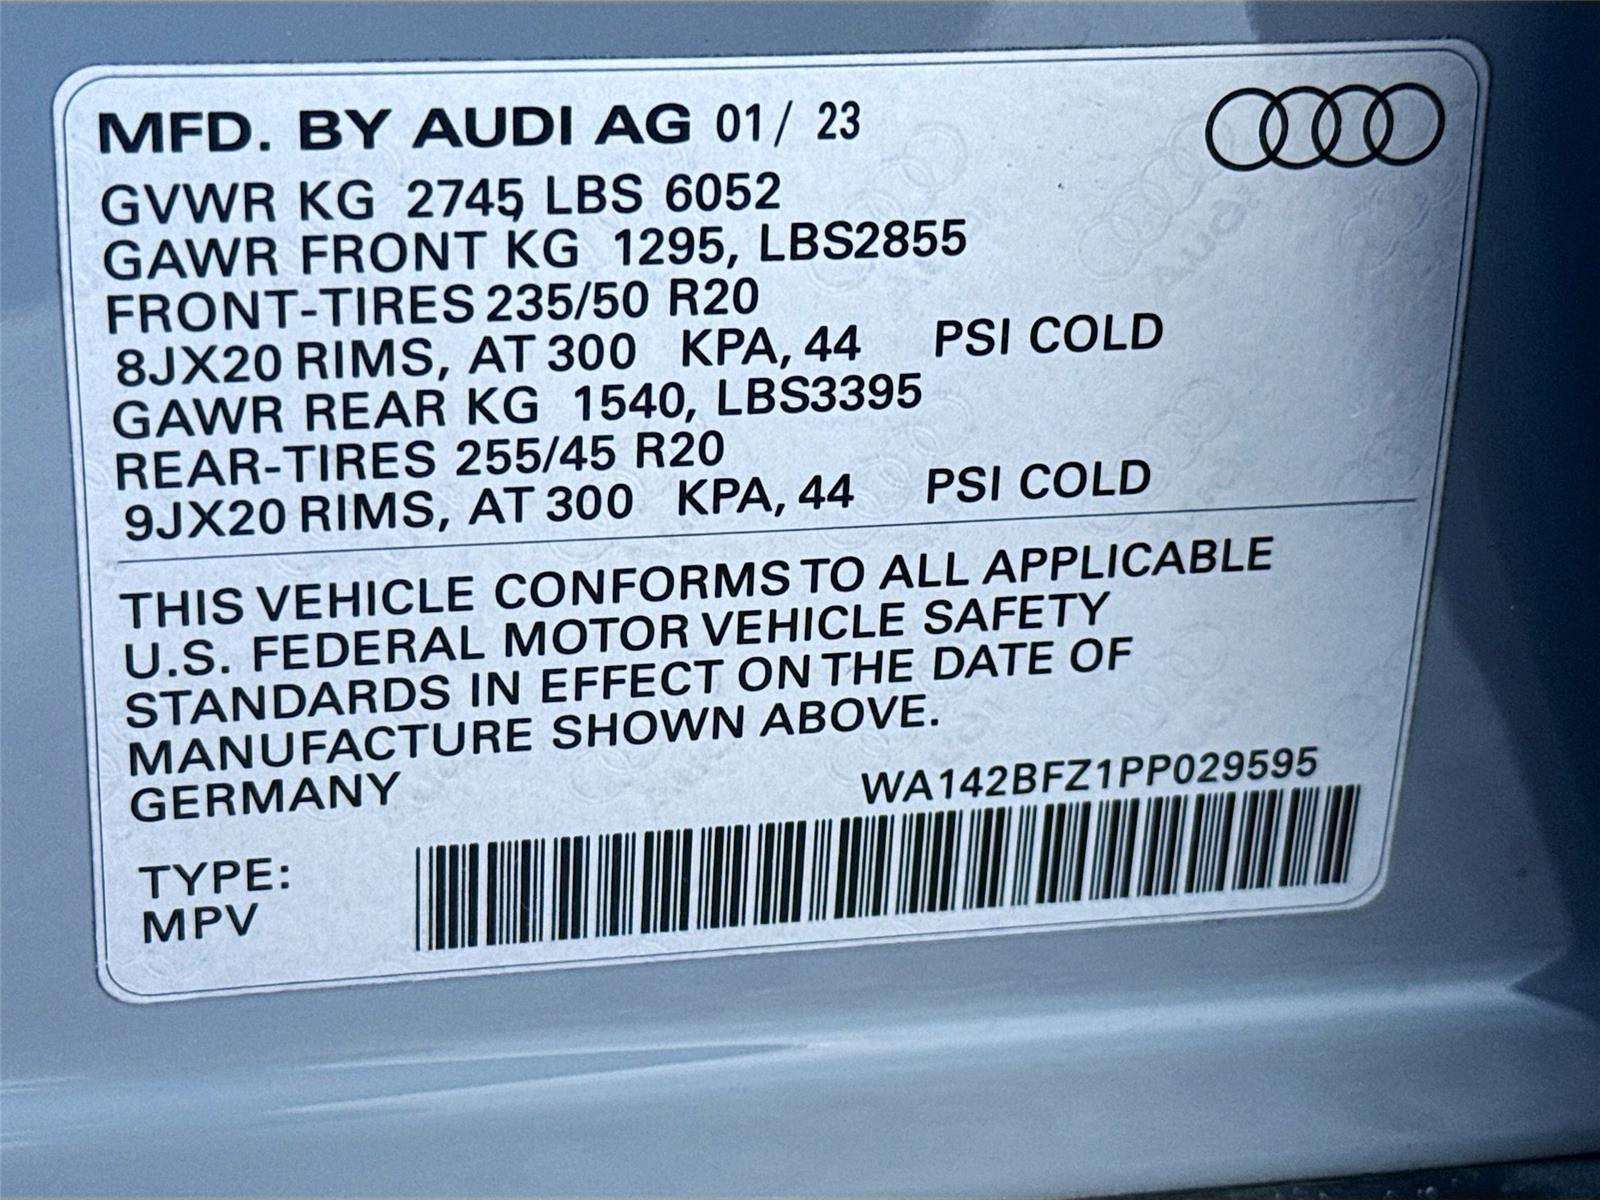 MFD. BY AUDI AG 01/ 23
GVWR KG 2745, LBS 6052
GAWR FRONT KG 1295, LBS2855
FRONT-TIRES 235/50 R20
8JX20 RIMS, AT 300 KPA, 44 PSI COLD
GAWR REAR KG 1540, LBS3395
REAR-TIRES 255/45 R20
9JX20 RIMS, AT 300 KPA, 44 PSI COLD
THIS VEHICLE CONFORMS TO ALL APPLICABLE
U.S. FEDERAL MOTOR VEHICLE SAFETY
STANDARDS IN EFFECT ON THE DATE OF
MANUFACTURE SHOWN ABOVE.
GERMANY
WA142BFZ1PP029595
TYPE:
MPV